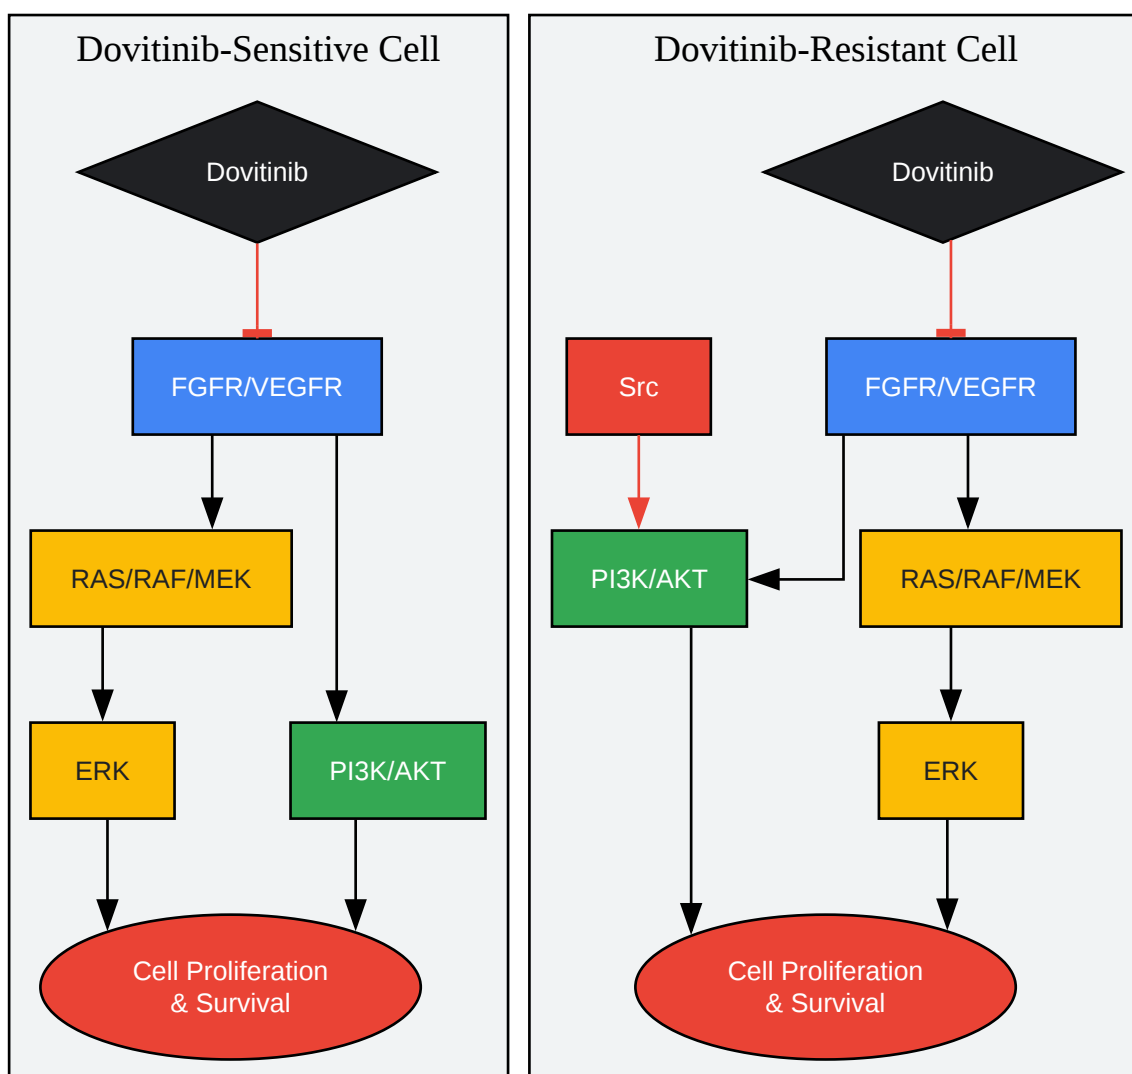 Dovitinib-Sensitive Cell
Dovitinib
FGFR/VEGFR
RAS/RAF/MEK
ERK
PI3K/AKT
Cell Proliferation
& Survival
Dovitinib-Resistant Cell
Dovitinib
Src
FGFR/VEGFR
PI3K/AKT
RAS/RAF/MEK
ERK
Cell Proliferation
& Survival